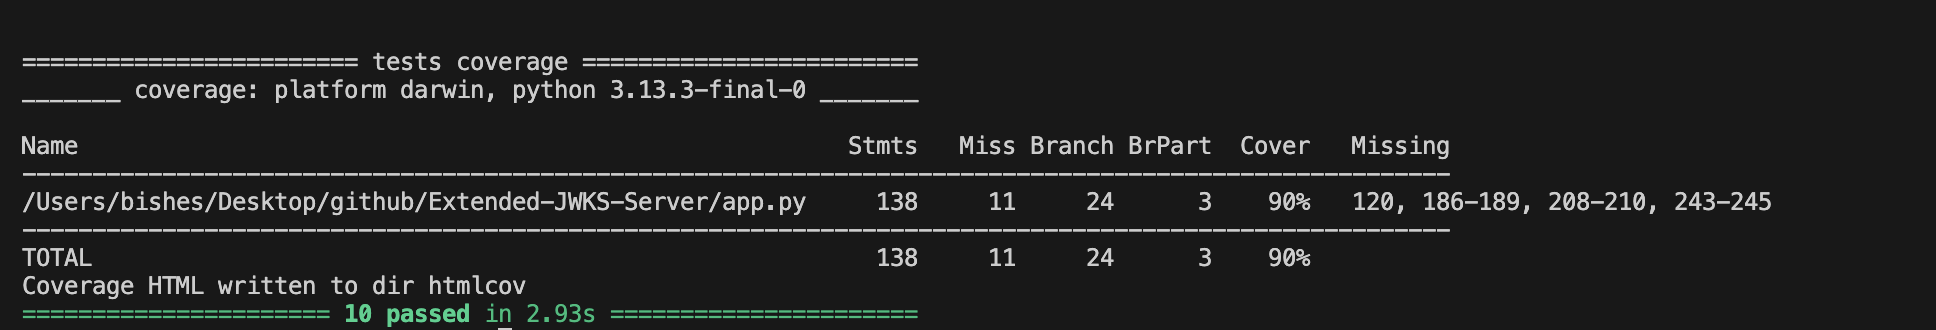 ======================== tests coverage ========================
_______ coverage: platform darwin, python 3.13.3-final-0 _______
Name Stmts Miss Branch BrPart Cover Missing
------------------------------------------------------------------------------------------------------
/Users/bishes/Desktop/github/Extended-JWKS-Server/app.py 138 11 24 3 90% 120, 186-189, 208-210, 243-245
------------------------------------------------------------------------------------------------------
TOTAL 138 11 24 3 90%
Coverage HTML written to dir htmlcov
====================== 10 passed in 2.93s ======================